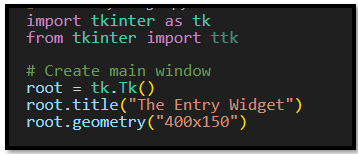 import tkinter as tk
from tkinter import ttk
# Create main window
root = tk.Tk()
root.title("The Entry Widget")
root.geometry("400x150")